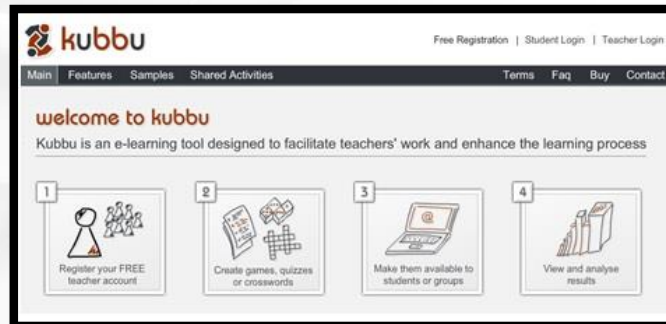 kubbu
Free Registration | Student Login | Teacher Login
Main Features Samples Shared Activities Terms Faq Buy Contact
welcome to kubbu
Kubbu is an e-learning tool designed to facilitate teachers' work and enhance the learning process
1 2 3 4
@
Register your FREE
teacher account
Create games, quizzes
or crosswords
Make them available to
students or groups
View and analyse
results